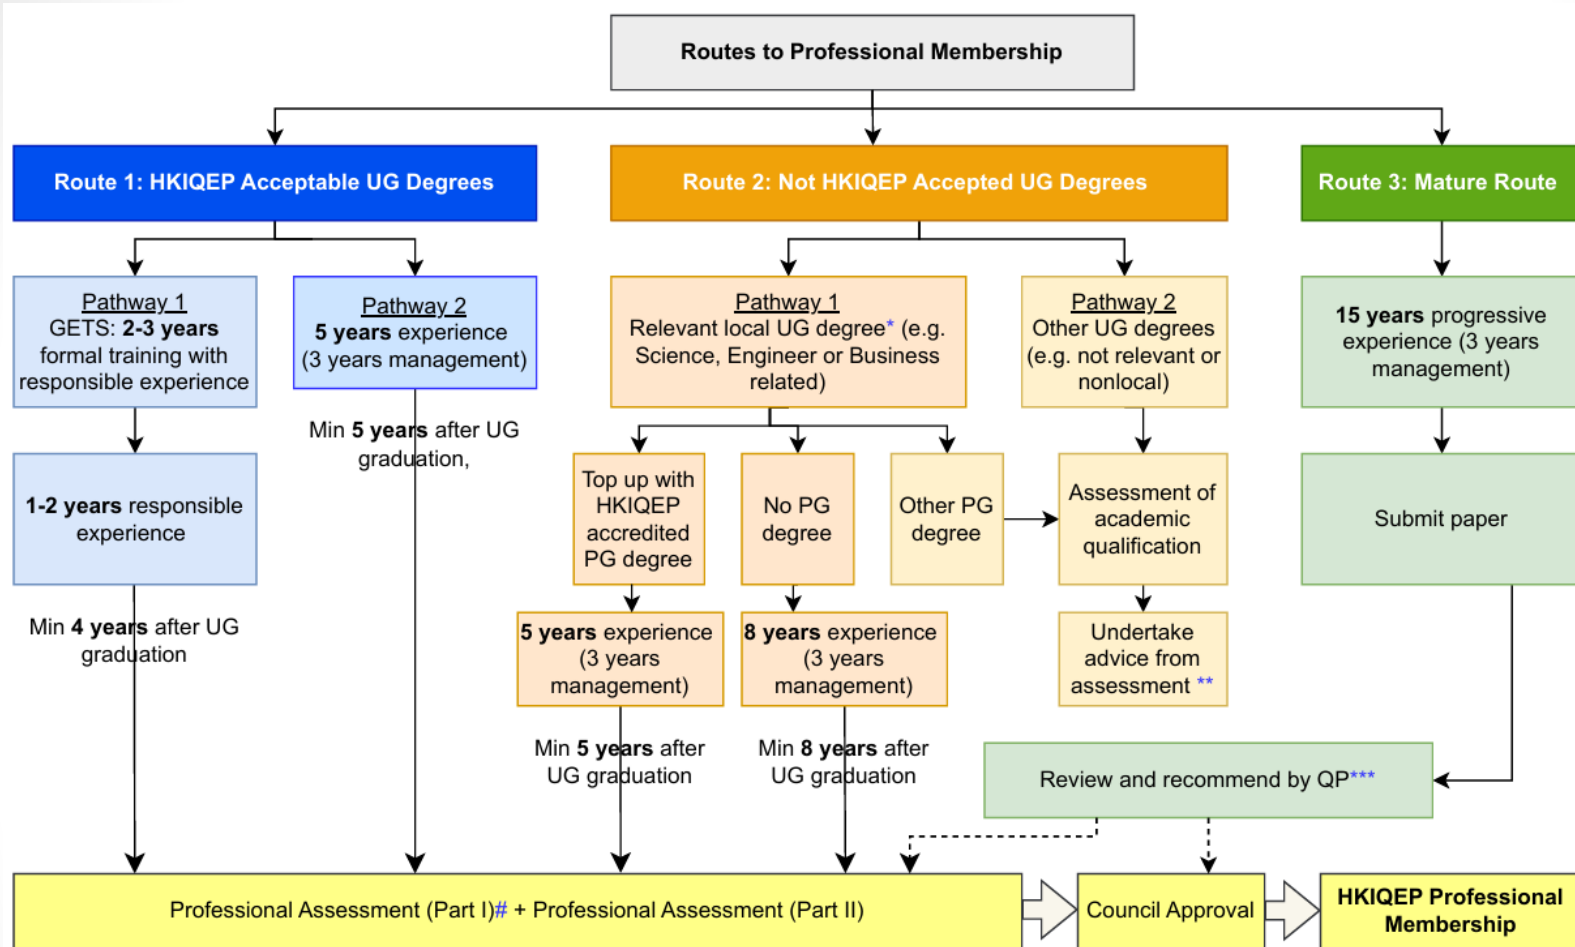 Routes to Professional Membership
Route 1: HKIQEP Acceptable UG Degrees
Route 2: Not HKIQEP Accepted UG Degrees
Route 3: Mature Route
Pathway 1
GETS: 2-3 years
formal training with
responsible experience
Pathway 2
5 years experience
(3 years management)
Pathway 1
Relevant local UG degree* (e.g.
Science, Engineer or Business
related)
Pathway 2
Other UG degrees
(e.g. not relevant or
nonlocal)
15 years progressive
experience (3 years
management)
Min 5 years after UG
graduation,
1-2 years responsible
experience
Top up with
HKIQEP
accredited
PG degree
No PG
degree
Other PG
degree
Assessment of
academic
qualification
Submit paper
Min 4 years after UG
graduation
5 years experience
(3 years
management)
8 years experience
(3 years
management)
Undertake
advice from
assessment **
Min 5 years after
UG graduation
Min 8 years after
UG graduation
Review and recommend by QP***
Professional Assessment (Part I)# + Professional Assessment (Part II)
Council Approval
HKIQEP Professional
Membership